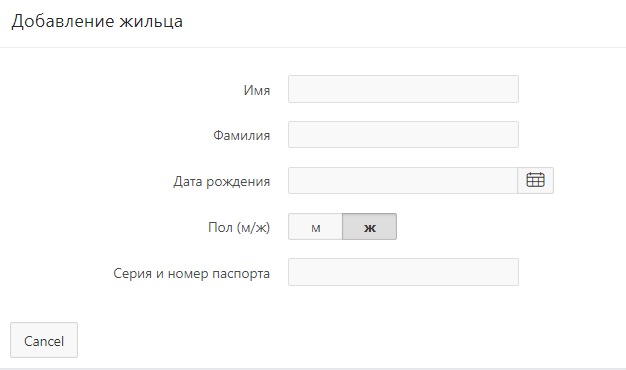 Добавление жильца
Имя
Фамилия
Дата рождения
Пол (м/ж) м ж
Серия и номер паспорта
Cancel